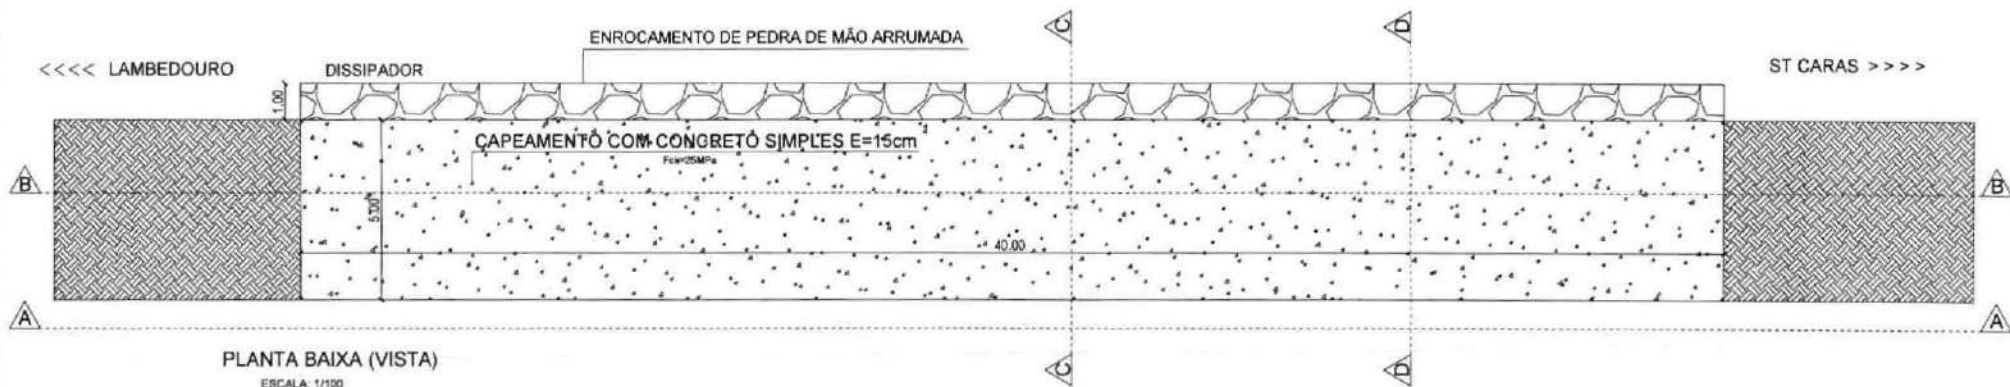 C
D
ENROCAMENTO DE PEDRA DE MÃO ARRUMADA
<<<< LAMBEDOURO
DISSIPADOR
ST CARAS >>>>
1.00
CAPEAMENTO COM CONCRETO SIMPLES E=15cm
Fck=25MPa
B
B
5.00
40.00
A
A
PLANTA BAIXA (VISTA)
ESCALA: 1/100
C
D